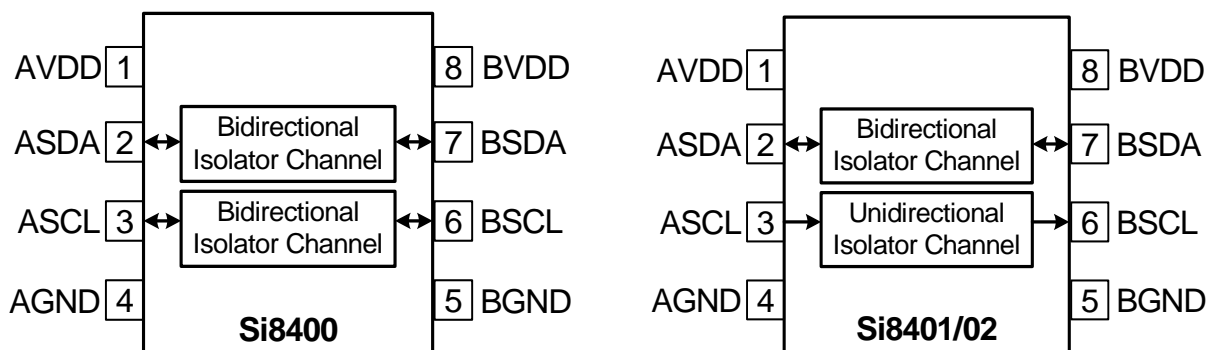 AVDD 1 8 BVDD
ASDA 2 Bidirectional Isolator Channel 7 BSDA
ASCL 3 Bidirectional Isolator Channel 6 BSCL
AGND 4 5 BGND
Si8400
AVDD 1 8 BVDD
ASDA 2 Bidirectional Isolator Channel 7 BSDA
ASCL 3 Unidirectional Isolator Channel 6 BSCL
AGND 4 5 BGND
Si8401/02